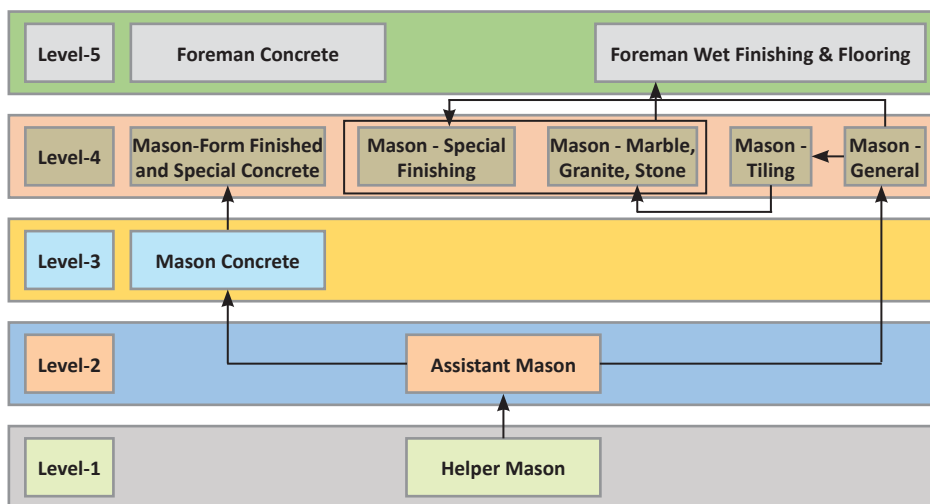 Level-5
Foreman Concrete
Foreman Wet Finishing & Flooring
Level-4
Mason-Form Finished
and Special Concrete
Mason - Special
Finishing
Mason - Marble,
Granite, Stone
Mason -
Tiling
Mason -
General
Level-3
Mason Concrete
Level-2
Assistant Mason
Level-1
Helper Mason